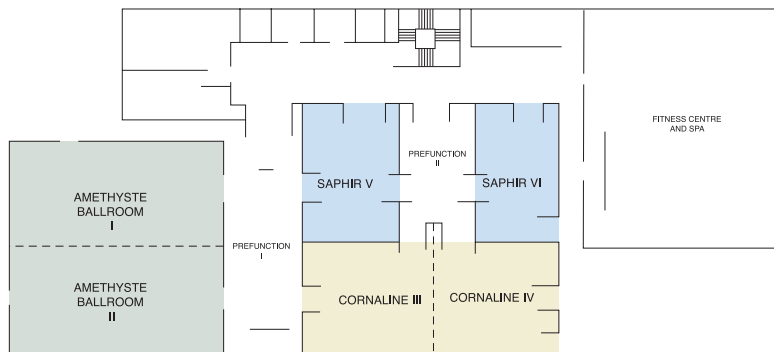 FITNESS CENTRE
AND SPA
PREFUNCTION
II
SAPHIR V
SAPHIR VI
AMETHYSTE
BALLROOM
I
PREFUNCTION
I
AMETHYSTE
BALLROOM
II
CORNALINE III
CORNALINE IV